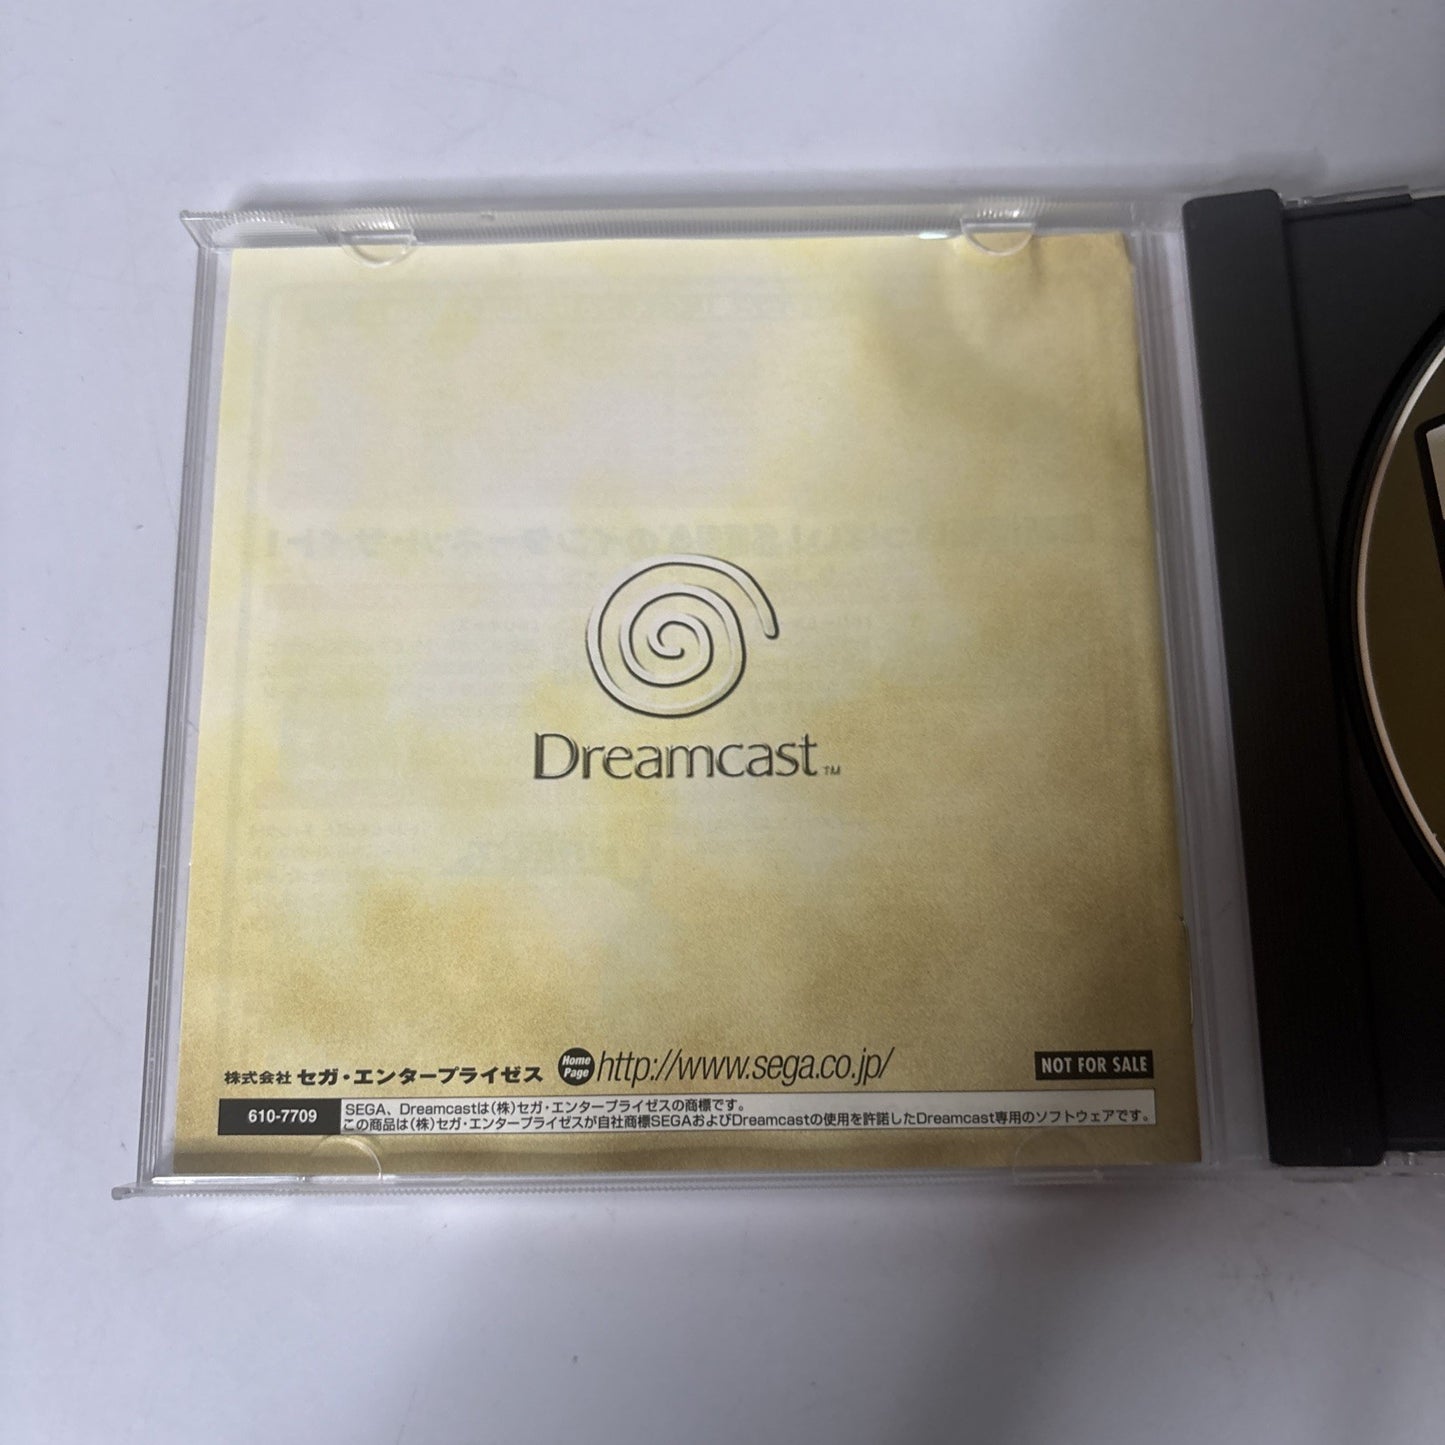 Dreamcast™
株式会社 セガ・エンタープライゼス Home Page http://www.sega.co.jp/ NOT FOR SALE
610-7709
SEGA、Dreamcastは(株)セガ・エンタープライゼスの商標です。
この商品は(株)セガ・エンタープライゼスが自社商標SEGAおよびDreamcastの使用を許諾したDreamcast専用のソフトウェアです。